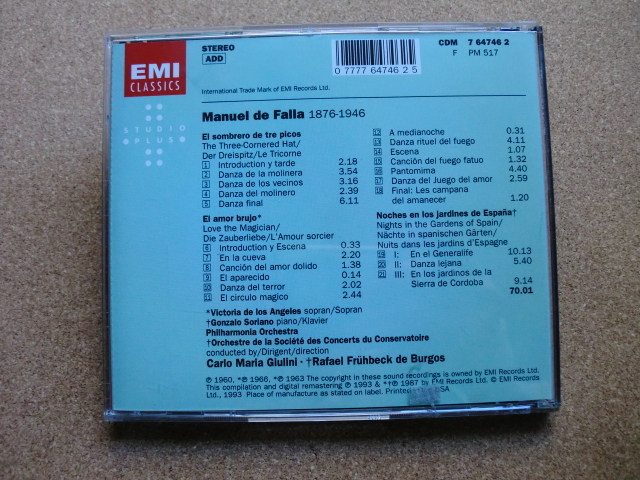 EMI
CLASSICS
STUDIO
PLUS
STEREO
ADD
0 7777 64746 2 5
CDM 7 64746 2
F PM 517
International Trade Mark of EMI Records Ltd.
Manuel de Falla 1876-1946
El sombrero de tre picos
The Three-Cornered Hat/
Der Dreispitz/Le Tricorne
1 Introduction y tarde 2.18
2 Danza de la molinera 3.54
3 Danza de los vecinos 3.16
4 Danza del molinero 2.39
5 Danza final 6.11
El amor brujo*
Love the Magician/
Die Zauberliebe/L'Amour sorcier
6 Introduction y Escena 0.33
7 En la cueva 2.20
8 Canción del amor dolido 1.38
9 El aparecido 0.14
10 Danza del terror 2.02
11 El circulo magico 2.44
12 A medianoche 0.31
13 Danza rituel del fuego 4.11
14 Escena 1.07
15 Canción del fuego fatuo 1.32
16 Pantomima 4.40
17 Danza del Juego del amor 2.59
18 Final: Les campana
del amanecer 1.20
Noches en los jardines de España†
Nights in the Gardens of Spain/
Nächte in spanischen Gärten/
Nuits dans les jardins d'Espagne
19 I: En el Generalife 10.13
20 II: Danza lejana 5.40
21 III: En los jardines de la
Sierra de Cordoba 9.14
70.01
*Victoria de los Angeles sopran/Sopran
†Gonzalo Soriano piano/Klavier
Philharmonia Orchestra
†Orchestre de la Société des Concerts du Conservatoire
conducted by/Dirigent/direction
Carlo Maria Giulini · †Rafael Frühbeck de Burgos
℗ 1960, *℗ 1966, *℗ 1963 The copyright in these sound recordings is owned by EMI Records Ltd.
This compilation and digital remastering ℗ 1993 & *†℗ 1987 by EMI Records Ltd. © EMI Records
Ltd., 1993 Place of manufacture as stated on label. Printed USA